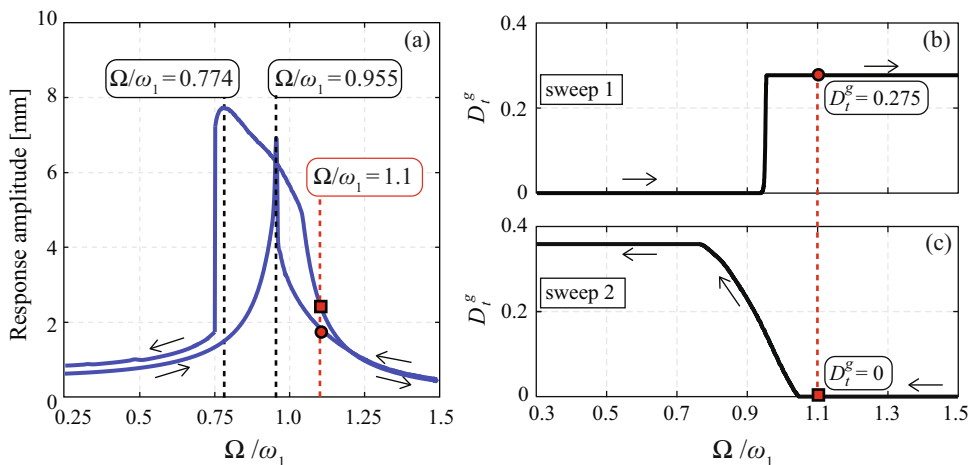 (a)
Response amplitude [mm]
10
8
6
4
2
0
Ω/ω₁=0.774
Ω/ω₁=0.955
Ω/ω₁=1.1
0.25
0.50
0.75
1.0
1.25
1.5
Ω/ω₁
(b)
D_t^g
0.4
0.2
0
sweep 1
D_t^g=0.275
(c)
D_t^g
0.4
0.2
0
sweep 2
D_t^g=0
0.3
0.5
0.7
0.9
1.1
1.3
1.5
Ω/ω₁